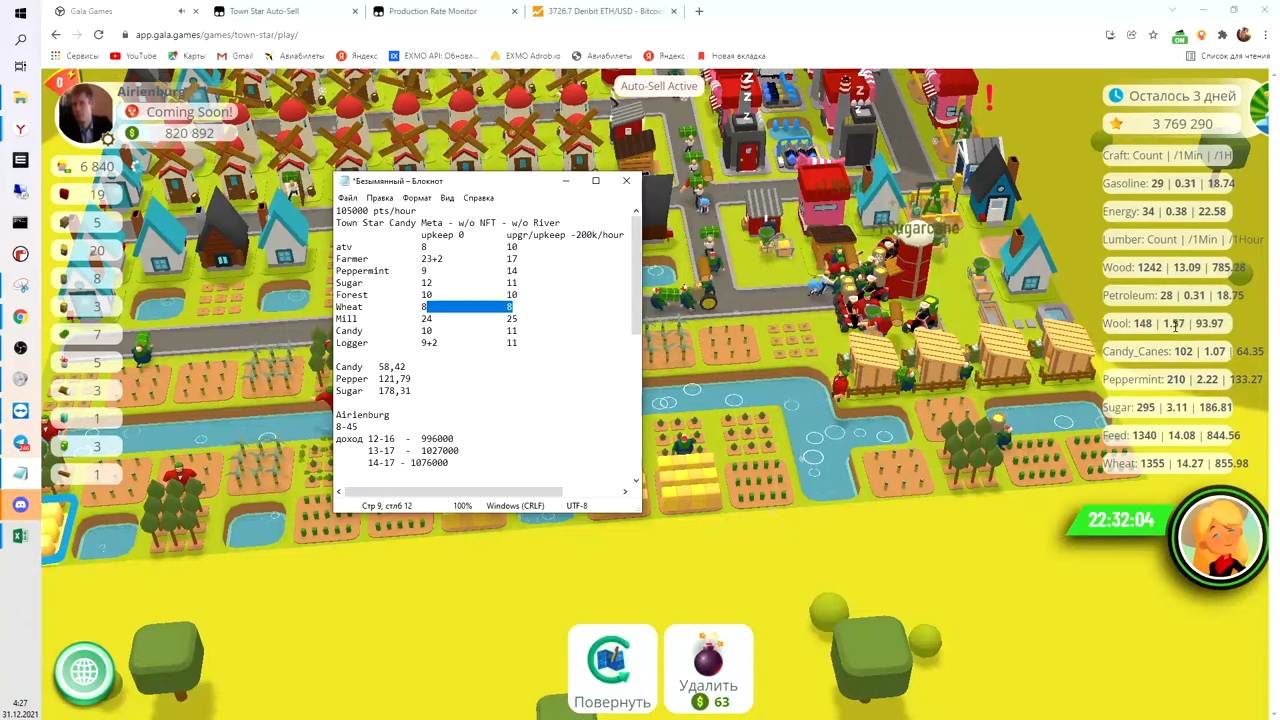 Gala Games
Town Star Auto-Sell
Production Rate Monitor
3726.7 Deribit ETH/USD - Bitcoin
app.gala.games/games/town-star/play/
ON
Сервисы
YouTube
Карты
Gmail
Авиабилеты
Яндекс
EXMO API: Обновл...
EXMO Adrob.io
Авиабилеты
Яндекс
Новая вкладка
Список для чтения
0
Airienburg
Coming Soon!
820 892
6 840
19
5
20
8
3
7
5
3
1
3
1
Auto-Sell Active
*Безымянный – Блокнот
Файл Правка Формат Вид Справка
105000 pts/hour
Town Star Candy Meta - w/o NFT - w/o River
upkeep 0 upgr/upkeep -200k/hour
atv 8 10
Farmer 23+2 17
Peppermint 9 14
Sugar 12 11
Forest 10 10
Wheat 8 8
Mill 24 25
Candy 10 11
Logger 9+2 11
Candy 58,42
Pepper 121,79
Sugar 178,31
Airienburg
8-45
доход 12-16 - 996000
13-17 - 1027000
14-17 - 1076000
Стр 9, стлб 12
100%
Windows (CRLF)
UTF-8
Sugarcane
Осталось 3 дней
3 769 290
Craft: Count | /1Min | /1H
Gasoline: 29 | 0.31 | 18.74
Energy: 34 | 0.38 | 22.58
Lumber: Count | /1Min | /1Hour
Wood: 1242 | 13.09 | 785.28
Petroleum: 28 | 0.31 | 18.75
Wool: 148 | 1.57 | 93.97
Candy_Canes: 102 | 1.07 | 64.35
Peppermint: 210 | 2.22 | 133.27
Sugar: 295 | 3.11 | 186.81
Feed: 1340 | 14.08 | 844.56
Wheat: 1355 | 14.27 | 855.98
22:32:04
Повернуть
Удалить
63
4:27
31.12.2021